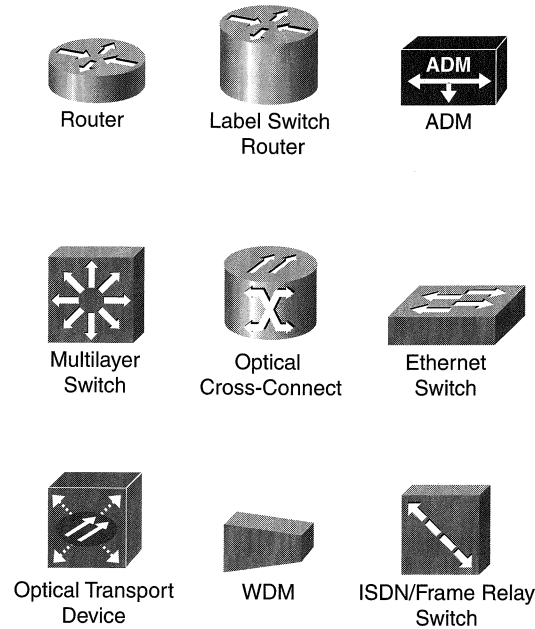 ADM
Router
Label Switch
Router
ADM
Multilayer
Switch
Optical
Cross-Connect
Ethernet
Switch
Optical Transport
Device
WDM
ISDN/Frame Relay
Switch